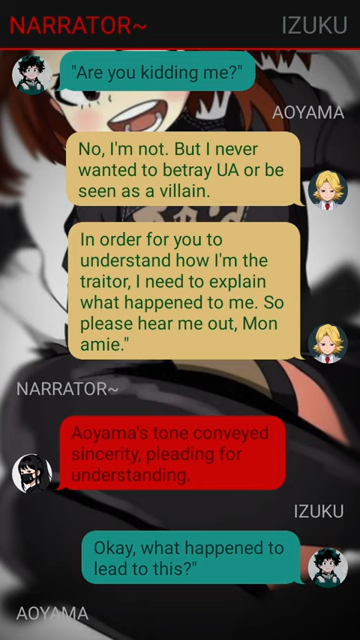 NARRATOR~ IZUKU
"Are you kidding me?"
AOYAMA
No, I'm not. But I never
wanted to betray UA or be
seen as a villain.
In order for you to
understand how I'm the
traitor, I need to explain
what happened to me. So
please hear me out, Mon
amie."
NARRATOR~
Aoyama's tone conveyed
sincerity, pleading for
understanding.
IZUKU
Okay, what happened to
lead to this?"
AOYAMA